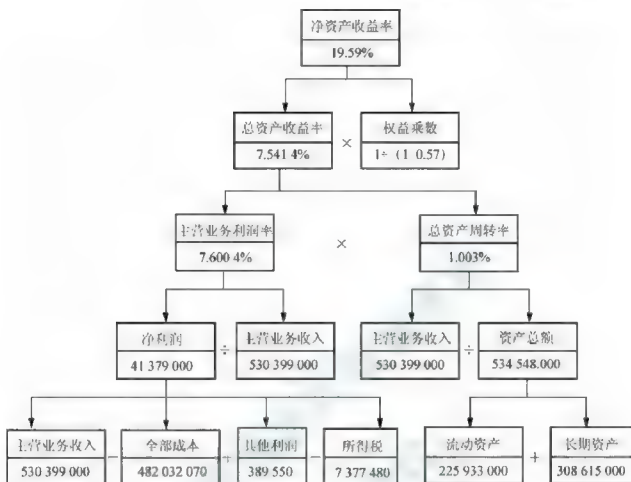 净资产收益率
19.59%
总资产收益率 × 权益乘数
7.541 4% 1÷(1 0.57)
主营业务利润率 × 总资产周转率
7.600 4% 1.003%
净利润 ÷ 主营业务收入 主营业务收入 ÷ 资产总额
41 379 000 530 399 000 530 399 000 534 548.000
主营业务收入 − 全部成本 + 其他利润 − 所得税 流动资产 + 长期资产
530 399 000 482 032 070 389 550 7 377 480 225 933 000 308 615 000